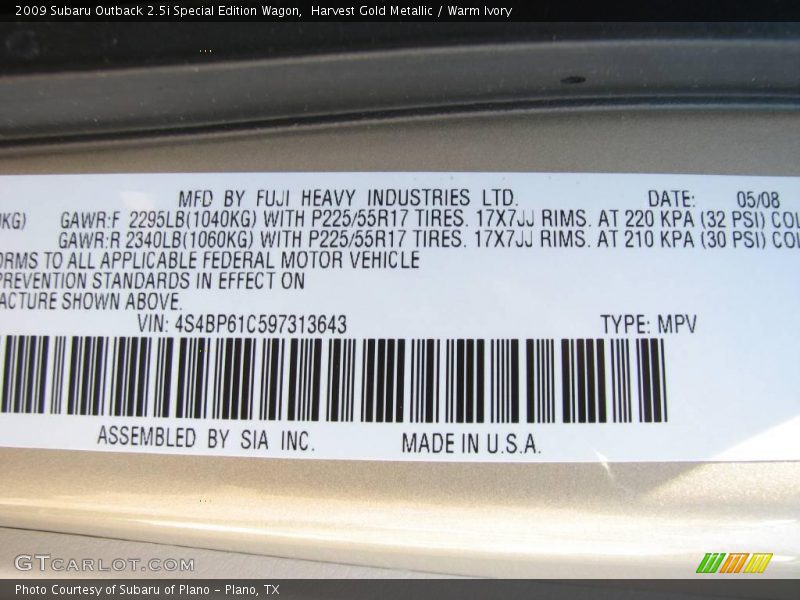 2009 Subaru Outback 2.5i Special Edition Wagon,  Harvest Gold Metallic / Warm Ivory
MFD BY FUJI HEAVY INDUSTRIES LTD. DATE: 05/08
KG) GAWR:F 2295LB(1040KG) WITH P225/55R17 TIRES. 17X7JJ RIMS. AT 220 KPA (32 PSI) COL
GAWR:R 2340LB(1060KG) WITH P225/55R17 TIRES. 17X7JJ RIMS. AT 210 KPA (30 PSI) COL
ORMS TO ALL APPLICABLE FEDERAL MOTOR VEHICLE
PREVENTION STANDARDS IN EFFECT ON
ACTURE SHOWN ABOVE.
VIN: 4S4BP61C597313643 TYPE: MPV
ASSEMBLED BY SIA INC. MADE IN U.S.A.
GTCARLOT.COM
Photo Courtesy of Subaru of Plano - Plano, TX